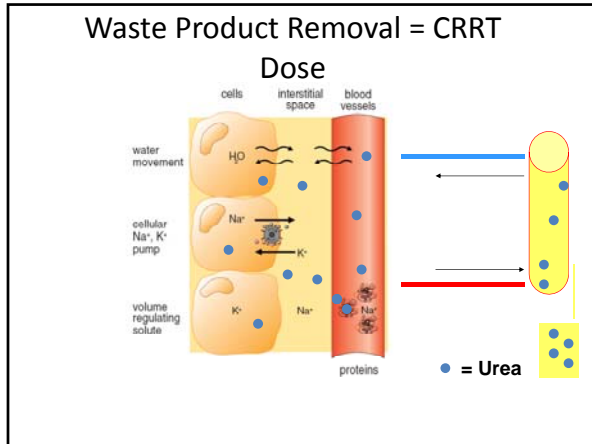 Waste Product Removal = CRRT
Dose
cells
interstitial
space
blood
vessels
water
movement
H₂O
cellular
Na⁺, K⁺
pump
Na⁺
K⁺
volume
regulating
solute
K⁺
Na⁺
Na⁺
proteins
= Urea